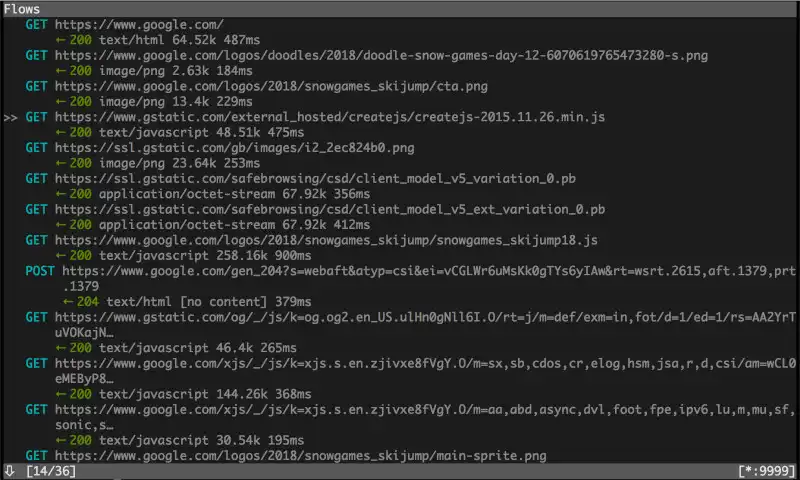 Flows
GET https://www.google.com/
← 200 text/html 64.52k 487ms
GET https://www.google.com/logos/doodles/2018/doodle-snow-games-day-12-6070619765473280-s.png
← 200 image/png 2.63k 184ms
GET https://www.google.com/logos/2018/snowgames_skijump/cta.png
← 200 image/png 13.4k 229ms
>> GET https://www.gstatic.com/external_hosted/createjs/createjs-2015.11.26.min.js
← 200 text/javascript 48.51k 475ms
GET https://ssl.gstatic.com/gb/images/i2_2ec824b0.png
← 200 image/png 23.64k 253ms
GET https://ssl.gstatic.com/safebrowsing/csd/client_model_v5_variation_0.pb
← 200 application/octet-stream 67.92k 356ms
GET https://ssl.gstatic.com/safebrowsing/csd/client_model_v5_ext_variation_0.pb
← 200 application/octet-stream 67.92k 412ms
GET https://www.google.com/logos/2018/snowgames_skijump/snowgames_skijump18.js
← 200 text/javascript 258.16k 900ms
POST https://www.google.com/gen_204?s=webaft&atyp=csi&ei=vCGLWr6uMsKk0gTYs6yIAw&rt=wsrt.2615,aft.1379,prt
.1379
← 204 text/html [no content] 379ms
GET https://www.gstatic.com/og/_/js/k=og.og2.en_US.ulHn0gNll6I.O/rt=j/m=def/exm=in,fot/d=1/ed=1/rs=AA2YrT
uVOKajN…
← 200 text/javascript 46.4k 265ms
GET https://www.google.com/xjs/_/js/k=xjs.s.en.zjivxe8fVgY.O/m=sx,sb,cdos,cr,elog,hsm,jsa,r,d,csi/am=wCL0
eMEByP8…
← 200 text/javascript 144.26k 368ms
GET https://www.google.com/xjs/_/js/k=xjs.s.en.zjivxe8fVgY.O/m=aa,abd,async,dvl,foot,fpe,ipv6,lu,m,mu,sf,
sonic,s…
← 200 text/javascript 30.54k 195ms
GET https://www.google.com/logos/2018/snowgames_skijump/main-sprite.png
⇩ [14/36] [*:9999]